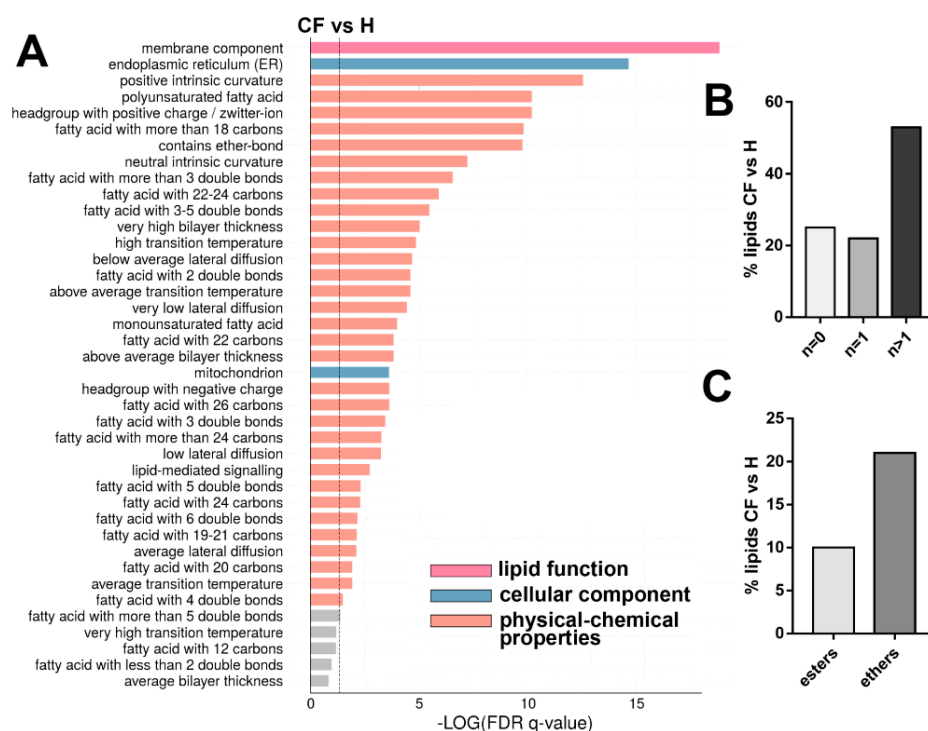 A
CF vs H
membrane component
endoplasmic reticulum (ER)
positive intrinsic curvature
polyunsaturated fatty acid
headgroup with positive charge / zwitter-ion
fatty acid with more than 18 carbons
contains ether-bond
neutral intrinsic curvature
fatty acid with more than 3 double bonds
fatty acid with 22-24 carbons
fatty acid with 3-5 double bonds
very high bilayer thickness
high transition temperature
below average lateral diffusion
fatty acid with 2 double bonds
above average transition temperature
very low lateral diffusion
monounsaturated fatty acid
fatty acid with 22 carbons
above average bilayer thickness
mitochondrion
headgroup with negative charge
fatty acid with 26 carbons
fatty acid with 3 double bonds
fatty acid with more than 24 carbons
low lateral diffusion
lipid-mediated signalling
fatty acid with 5 double bonds
fatty acid with 24 carbons
fatty acid with 6 double bonds
fatty acid with 19-21 carbons
average lateral diffusion
fatty acid with 20 carbons
average transition temperature
fatty acid with 4 double bonds
fatty acid with more than 5 double bonds
very high transition temperature
fatty acid with 12 carbons
fatty acid with less than 2 double bonds
average bilayer thickness
0 5 10 15
-LOG(FDR q-value)
lipid function
cellular component
physical-chemical
properties
B
% lipids CF vs H
60
40
20
0
n=0 n=1 n>1
C
% lipids CF vs H
25
20
15
10
5
0
esters ethers